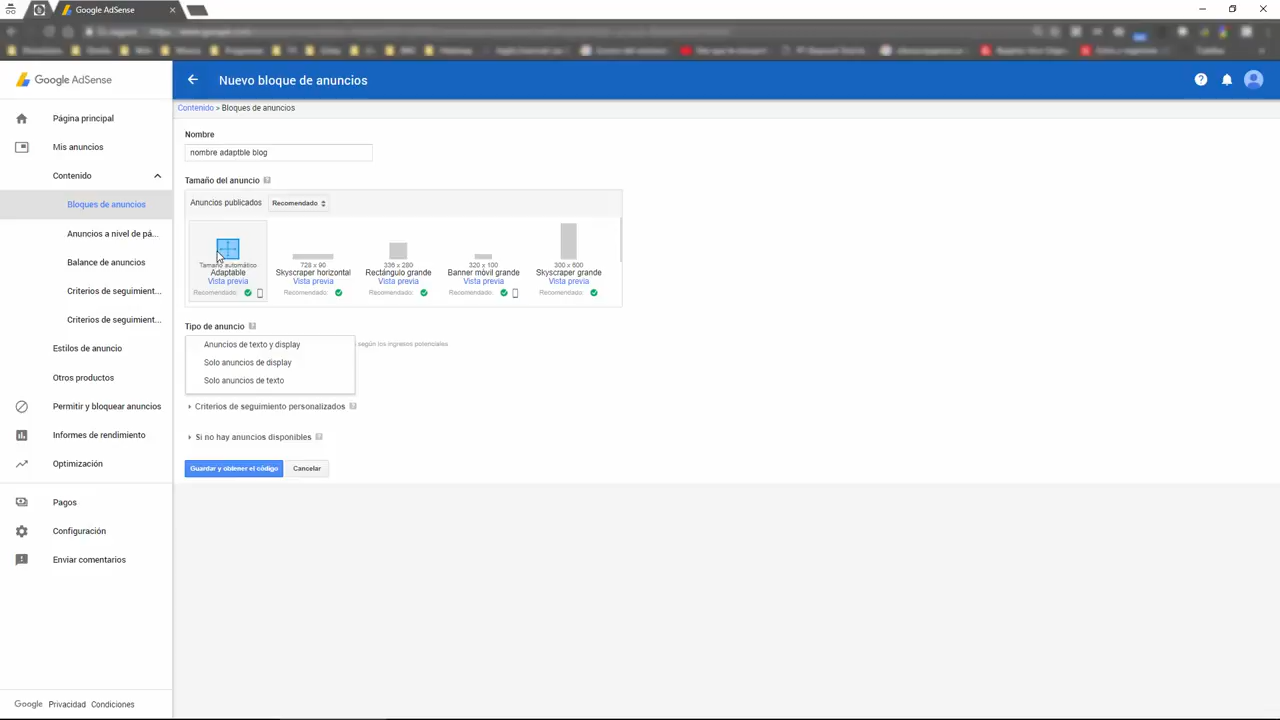 Google AdSense
Google AdSense
Nuevo bloque de anuncios
Contenido > Bloques de anuncios
Página principal
Mis anuncios
Contenido
Bloques de anuncios
Anuncios a nivel de pá...
Balance de anuncios
Criterios de seguimient...
Criterios de seguimient...
Estilos de anuncio
Otros productos
Permitir y bloquear anuncios
Informes de rendimiento
Optimización
Pagos
Configuración
Enviar comentarios
Google Privacidad Condiciones
Nombre
nombre adaptble blog
Tamaño del anuncio
Anuncios publicados Recomendado
Tamaño automático 728 x 90 336 x 280 320 x 100 300 x 600
Adaptable Skyscraper horizontal Rectángulo grande Banner móvil grande Skyscraper grande
Vista previa Vista previa Vista previa Vista previa Vista previa
Recomendado: Recomendado: Recomendado: Recomendado: Recomendado:
Tipo de anuncio
Anuncios de texto y display
según los ingresos potenciales
Solo anuncios de display
Solo anuncios de texto
Criterios de seguimiento personalizados
Si no hay anuncios disponibles
Guardar y obtener el código Cancelar